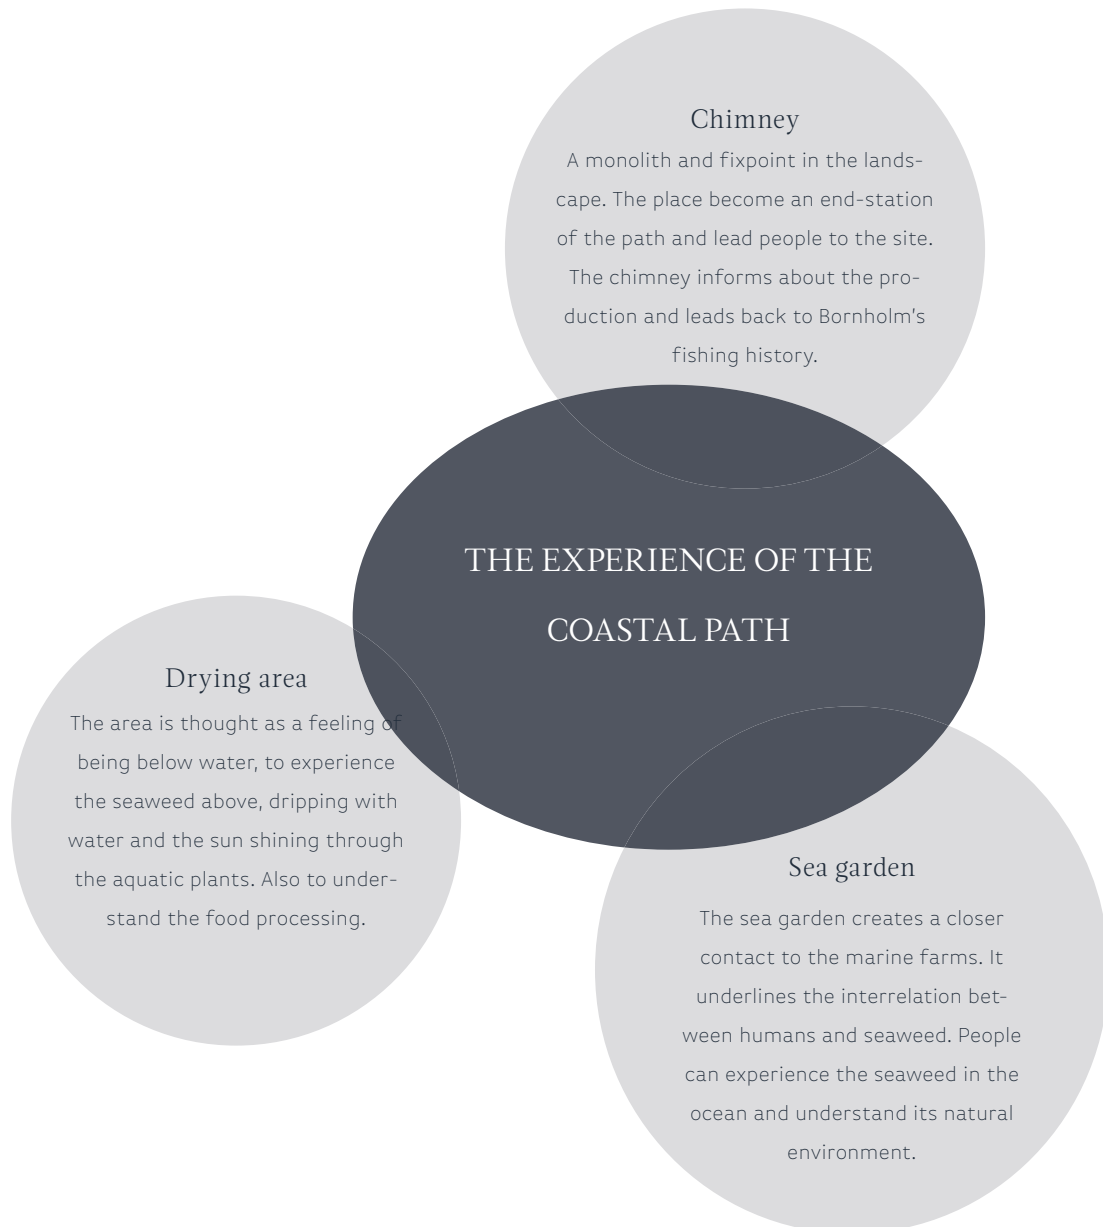 Chimney
A monolith and fixpoint in the lands-
cape. The place become an end-station
of the path and lead people to the site.
The chimney informs about the pro-
duction and leads back to Bornholm's
fishing history.
THE EXPERIENCE OF THE
COASTAL PATH
Drying area
The area is thought as a feeling of
being below water, to experience
the seaweed above, dripping with
water and the sun shining through
the aquatic plants. Also to under-
stand the food processing.
Sea garden
The sea garden creates a closer
contact to the marine farms. It
underlines the interrelation bet-
ween humans and seaweed. People
can experience the seaweed in the
ocean and understand its natural
environment.